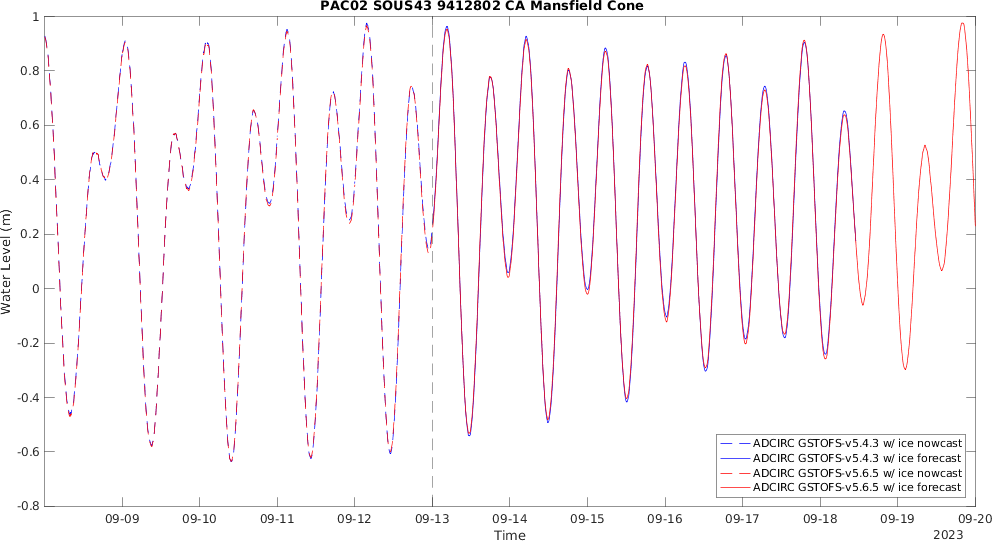 PAC02 SOUS43 9412802 CA Mansfield Cone
1
0.8
0.6
0.4
0.2
0
-0.2
-0.4
-0.6
-0.8
Water Level (m)
ADCIRC GSTOFS-v5.4.3 w/ ice nowcast
ADCIRC GSTOFS-v5.4.3 w/ ice forecast
ADCIRC GSTOFS-v5.6.5 w/ ice nowcast
ADCIRC GSTOFS-v5.6.5 w/ ice forecast
09-09 09-10 09-11 09-12 09-13 09-14 09-15 09-16 09-17 09-18 09-19 09-20
Time
2023